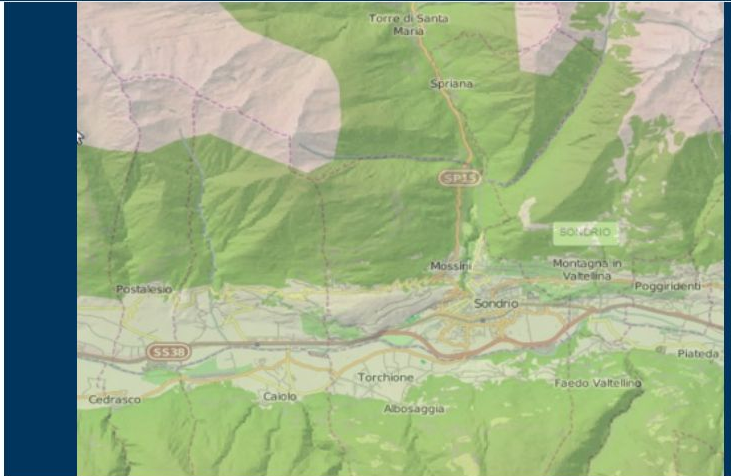 Torre di Santa
Maria
Spriana
SP15
SONDRIO
Mossini
Montagna in
Valtellina
Postalesio
Poggiridenti
Sondrio
SS38
Piateda
Torchione
Faedo Valtellino
Cedrasco
Caiolo
Albosaggia